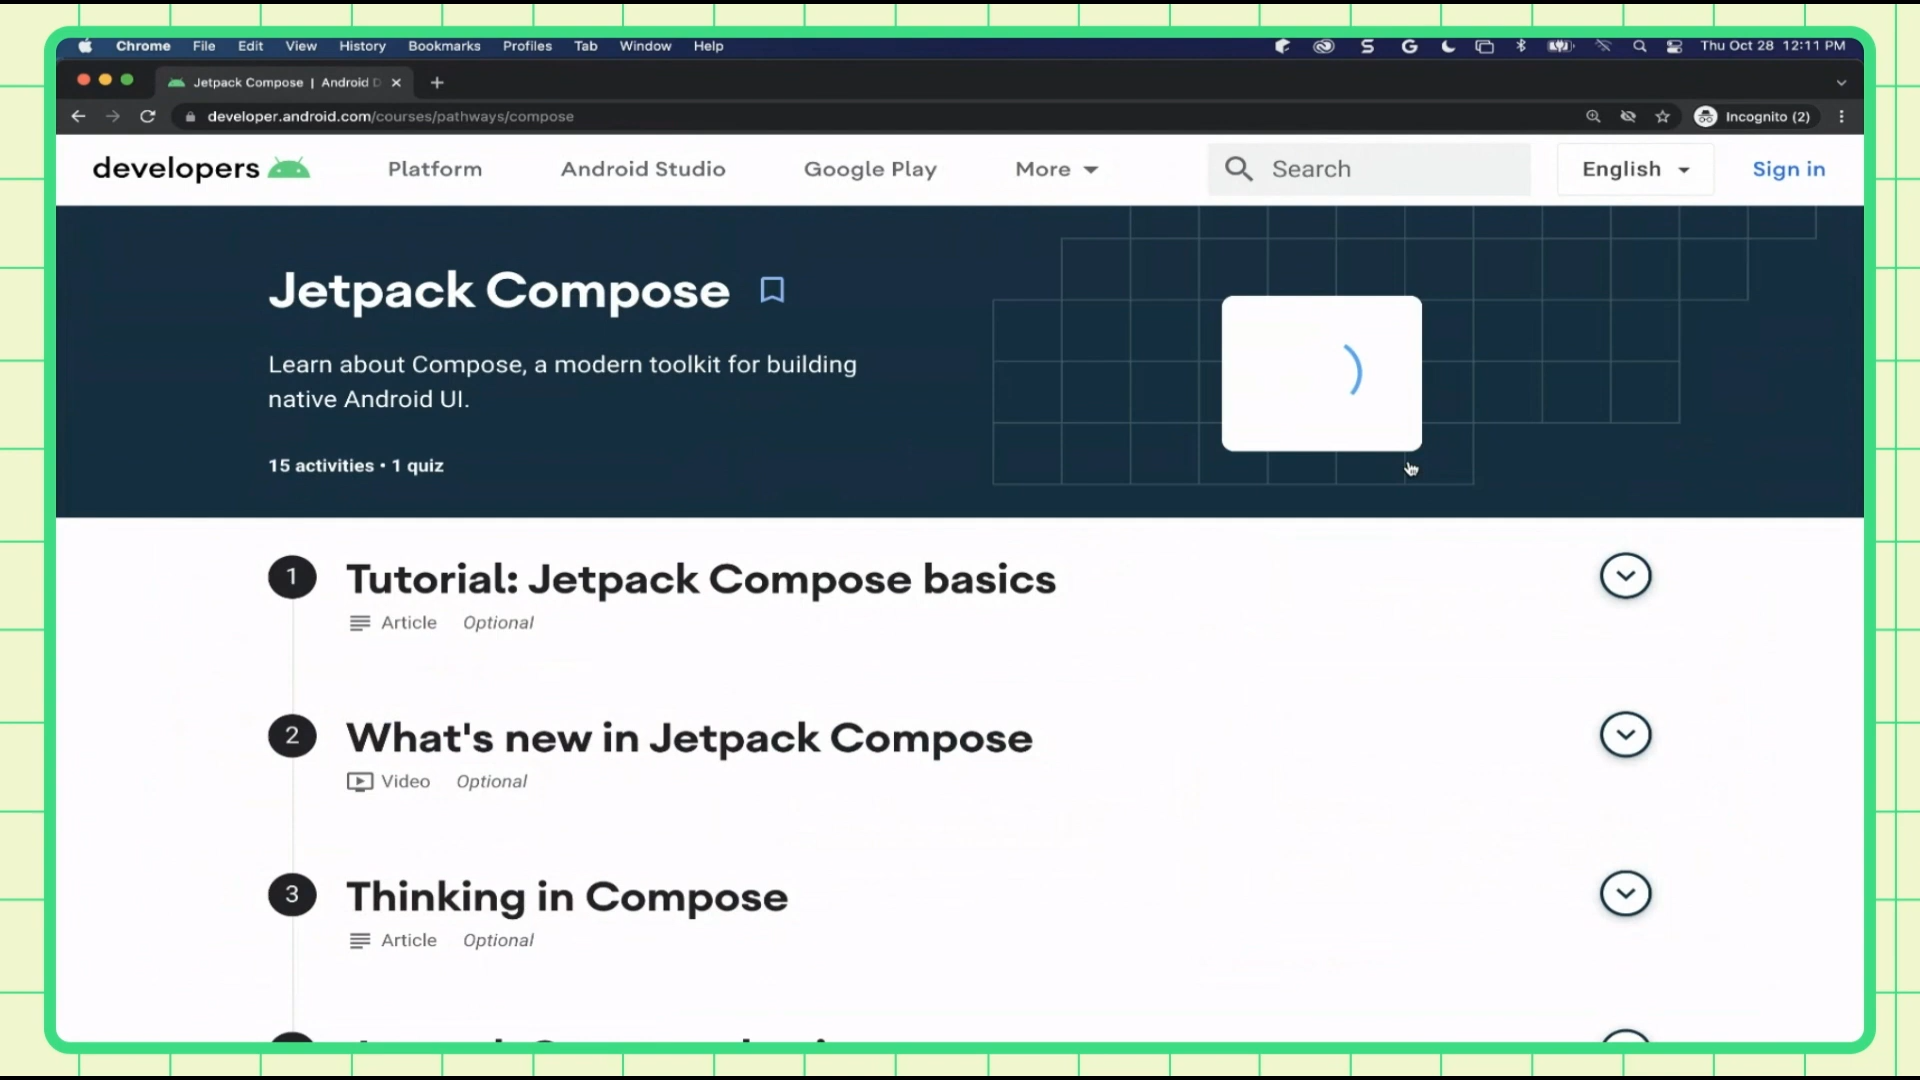 Chrome File Edit View History Bookmarks Profiles Tab Window Help Thu Oct 28 12:11 PM
Jetpack Compose | Android D
developer.android.com/courses/pathways/compose Incognito (2)
developers Platform Android Studio Google Play More Search English Sign in
Jetpack Compose
Learn about Compose, a modern toolkit for building
native Android UI.
15 activities • 1 quiz
1 Tutorial: Jetpack Compose basics
Article Optional
2 What's new in Jetpack Compose
Video Optional
3 Thinking in Compose
Article Optional